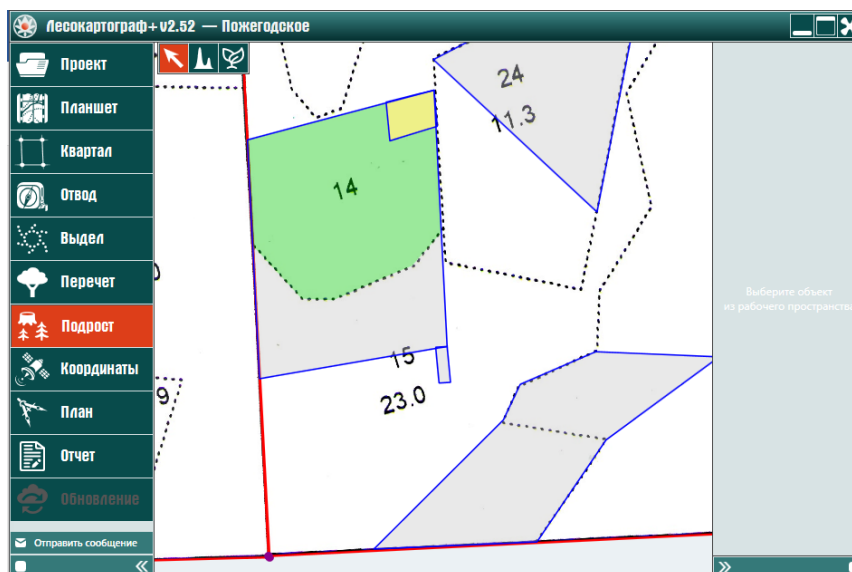 Лесокартограф+ v2.52 — Пожегодское
Проект
Планшет
Квартал
Отвод
Выдел
Перечет
Подрост
Координаты
План
Отчет
Обновление
Отправить сообщение
«
24
11.3
14
15
23.0
9
Выберите объект
из рабочего пространства
»